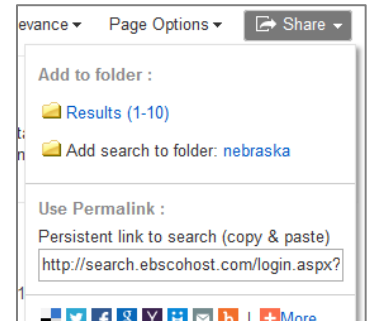 evance Page Options Share
Add to folder :
Results (1-10)
Add search to folder: nebraska
Use Permalink :
Persistent link to search (copy & paste)
http://search.ebscohost.com/login.aspx?
1
| More